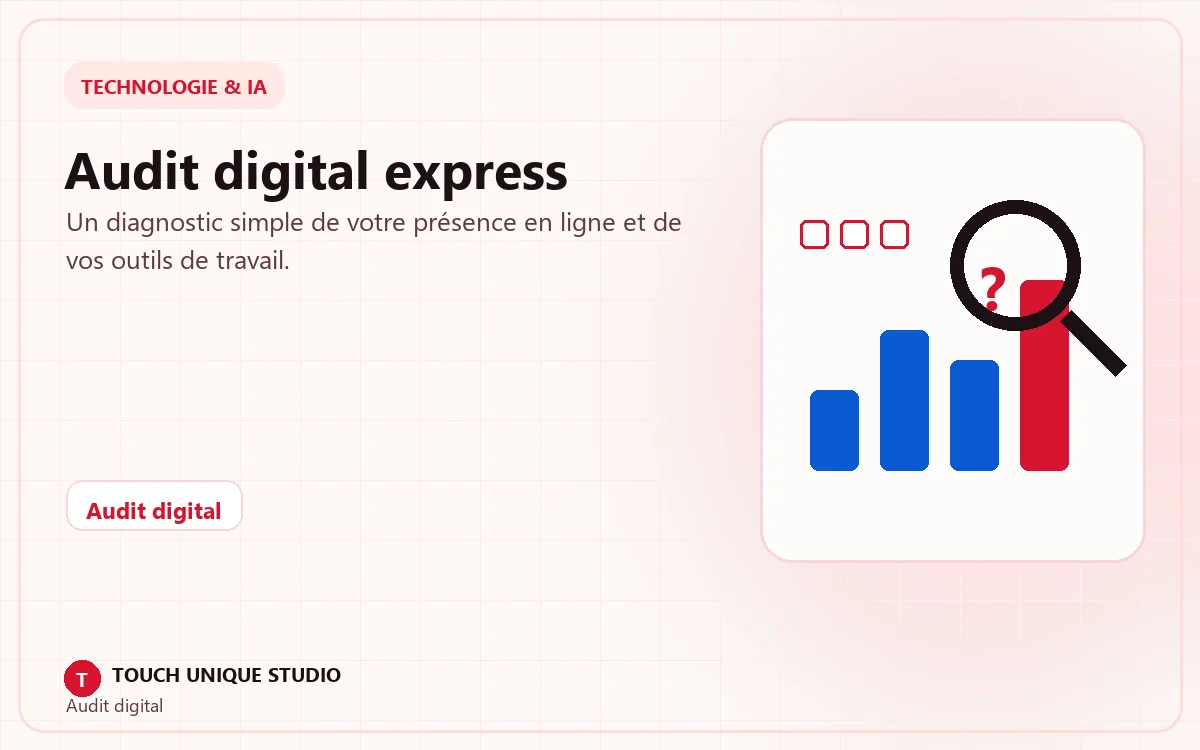 TECHNOLOGIE & IA
Audit digital express
Un diagnostic simple de votre présence en ligne et de
vos outils de travail.
?
Audit digital
T TOUCH UNIQUE STUDIO
Audit digital